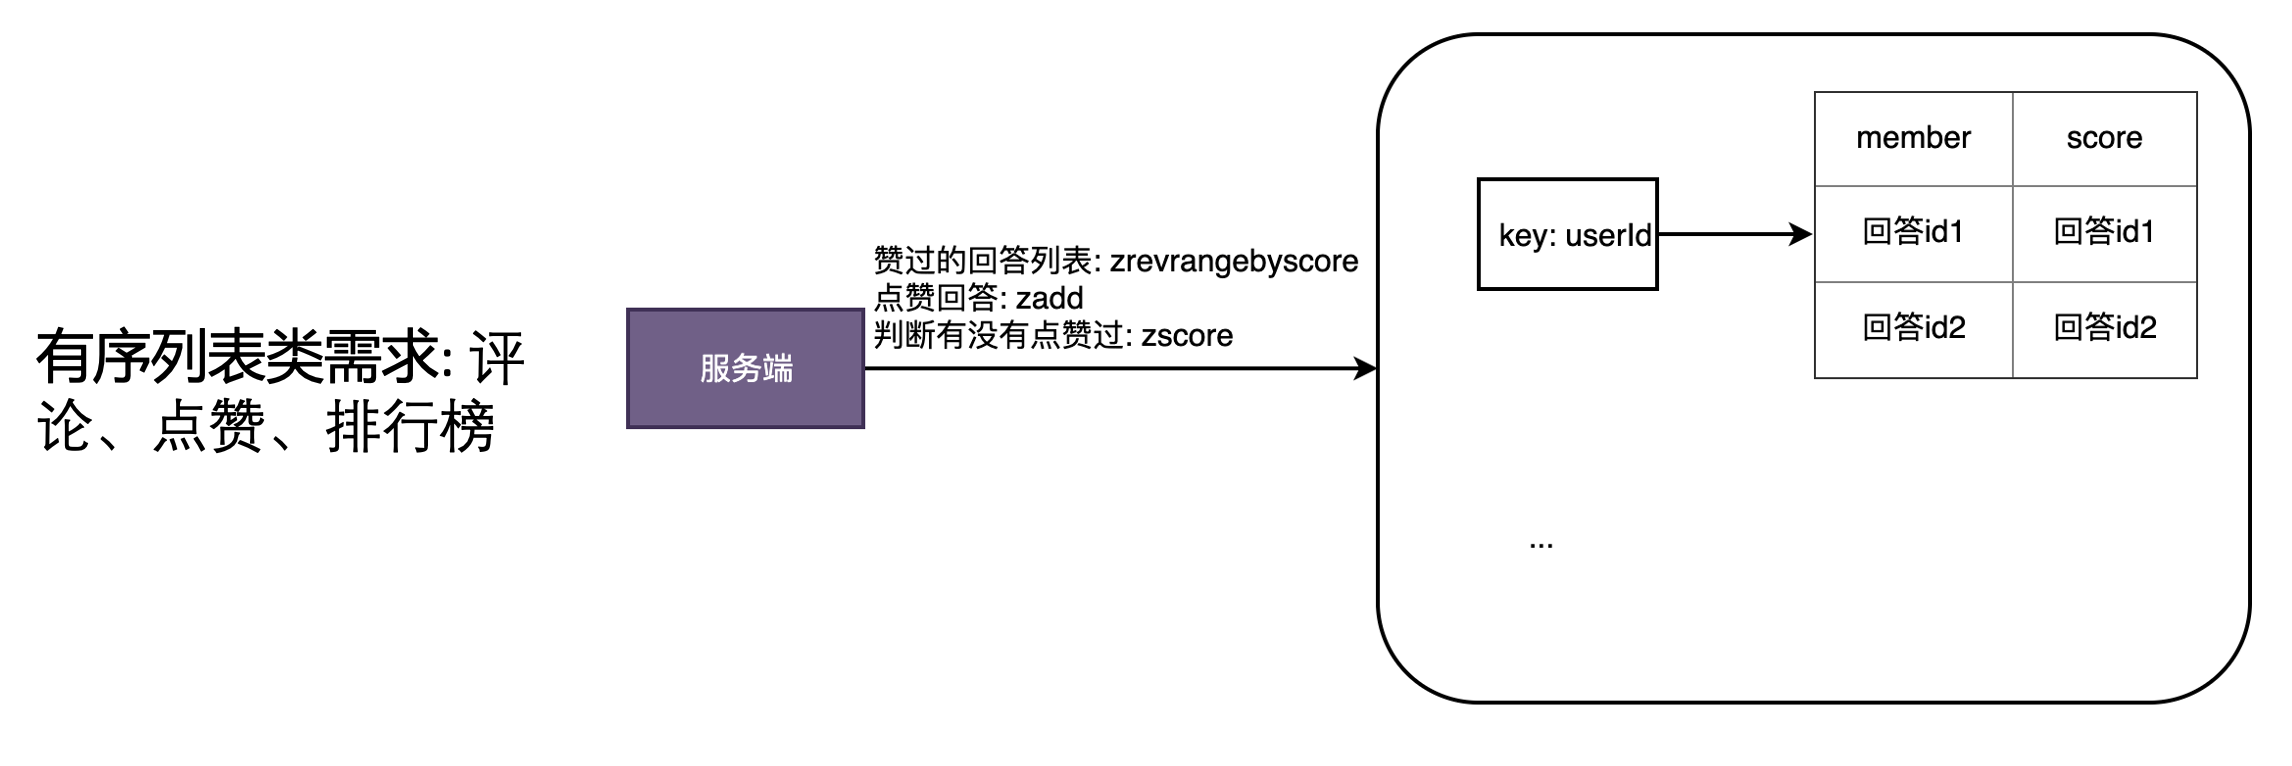 有序列表类需求: 评
论、点赞、排行榜
服务端
赞过的回答列表: zrevrangebyscore
点赞回答: zadd
判断有没有点赞过: zscore
key: userId
member score
回答id1 回答id1
回答id2 回答id2
...